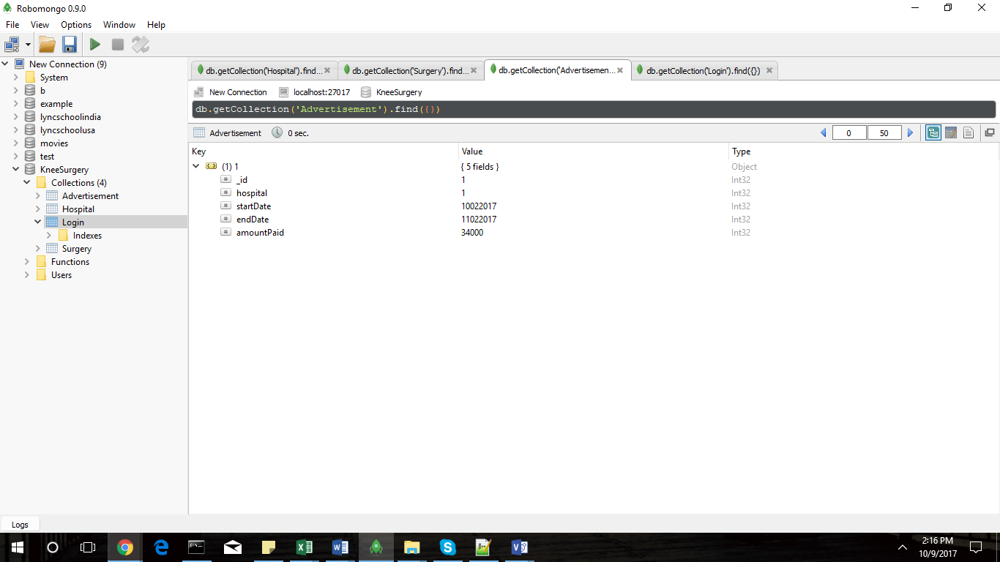 Robomongo 0.9.0
File View Options Window Help
New Connection (9)
System
b
example
lyncschoolindia
lyncschoolusa
movies
test
KneeSurgery
Collections (4)
Advertisement
Hospital
Login
Indexes
Surgery
Functions
Users
db.getCollection('Hospital').find... db.getCollection('Surgery').find... db.getCollection('Advertisemen... db.getCollection('Login').find({})
New Connection localhost:27017 KneeSurgery
db.getCollection('Advertisement').find({})
Advertisement 0 sec. 0 50
Key Value Type
(1) 1 { 5 fields } Object
_id 1 Int32
hospital 1 Int32
startDate 10022017 Int32
endDate 11022017 Int32
amountPaid 34000 Int32
Logs
2:16 PM
10/9/2017